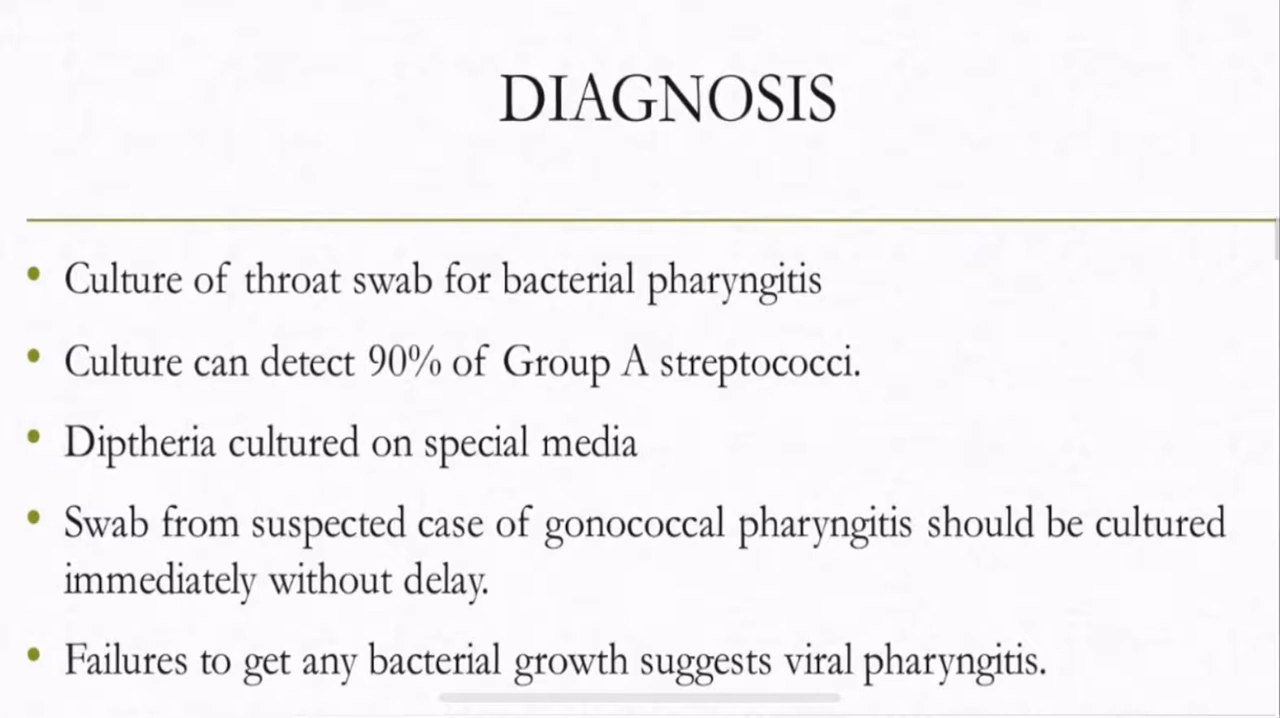 DIAGNOSIS
• Culture of throat swab for bacterial pharyngitis
• Culture can detect 90% of Group A streptococci.
• Diptheria cultured on special media
• Swab from suspected case of gonococcal pharyngitis should be cultured
immediately without delay.
• Failures to get any bacterial growth suggests viral pharyngitis.